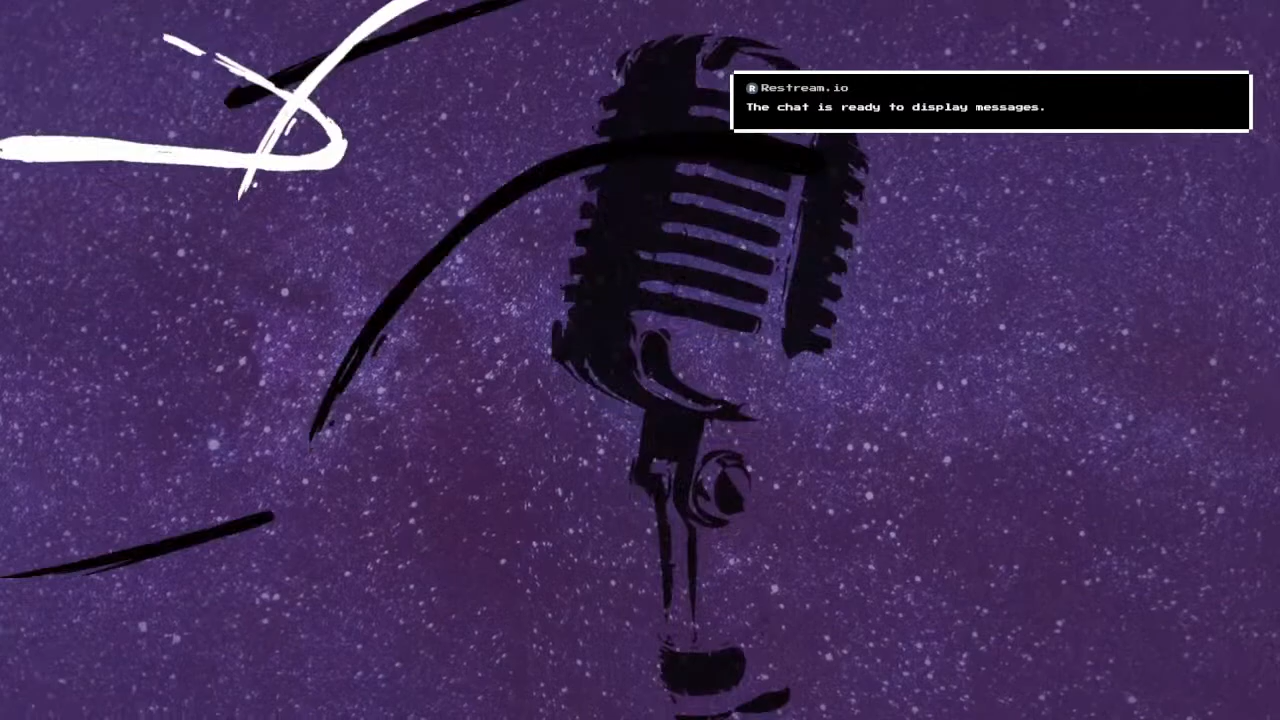 R Restream.io
The chat is ready to display messages.